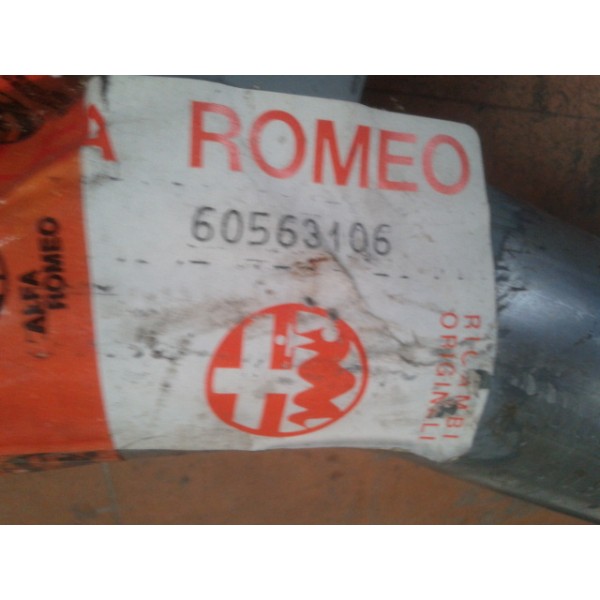 A ROMEO
60563106
ALFA
ROMEO
RICAMBI
ORIGINALI